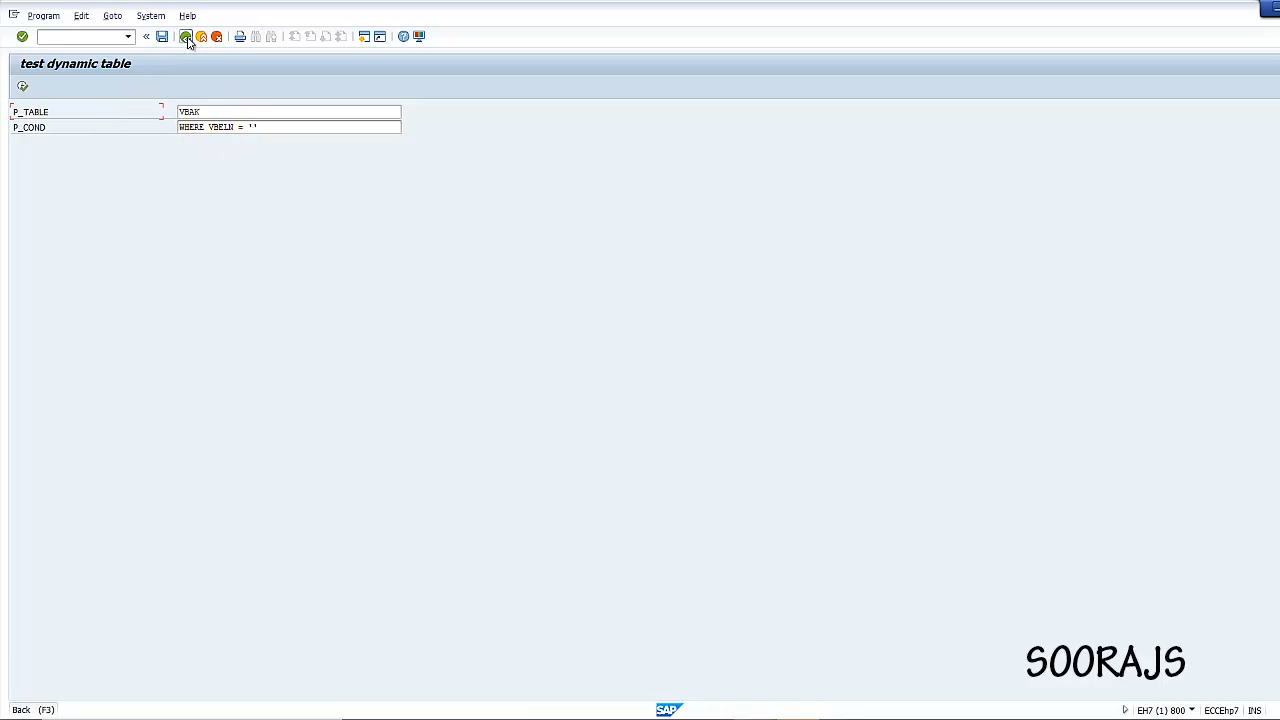 Program Edit Goto System Help
test dynamic table
P_TABLE VBAK
P_COND WHERE VBELN = ''
SOORAJS
Back (F3) SAP EH7 (1) 800 ECCEhp7 INS